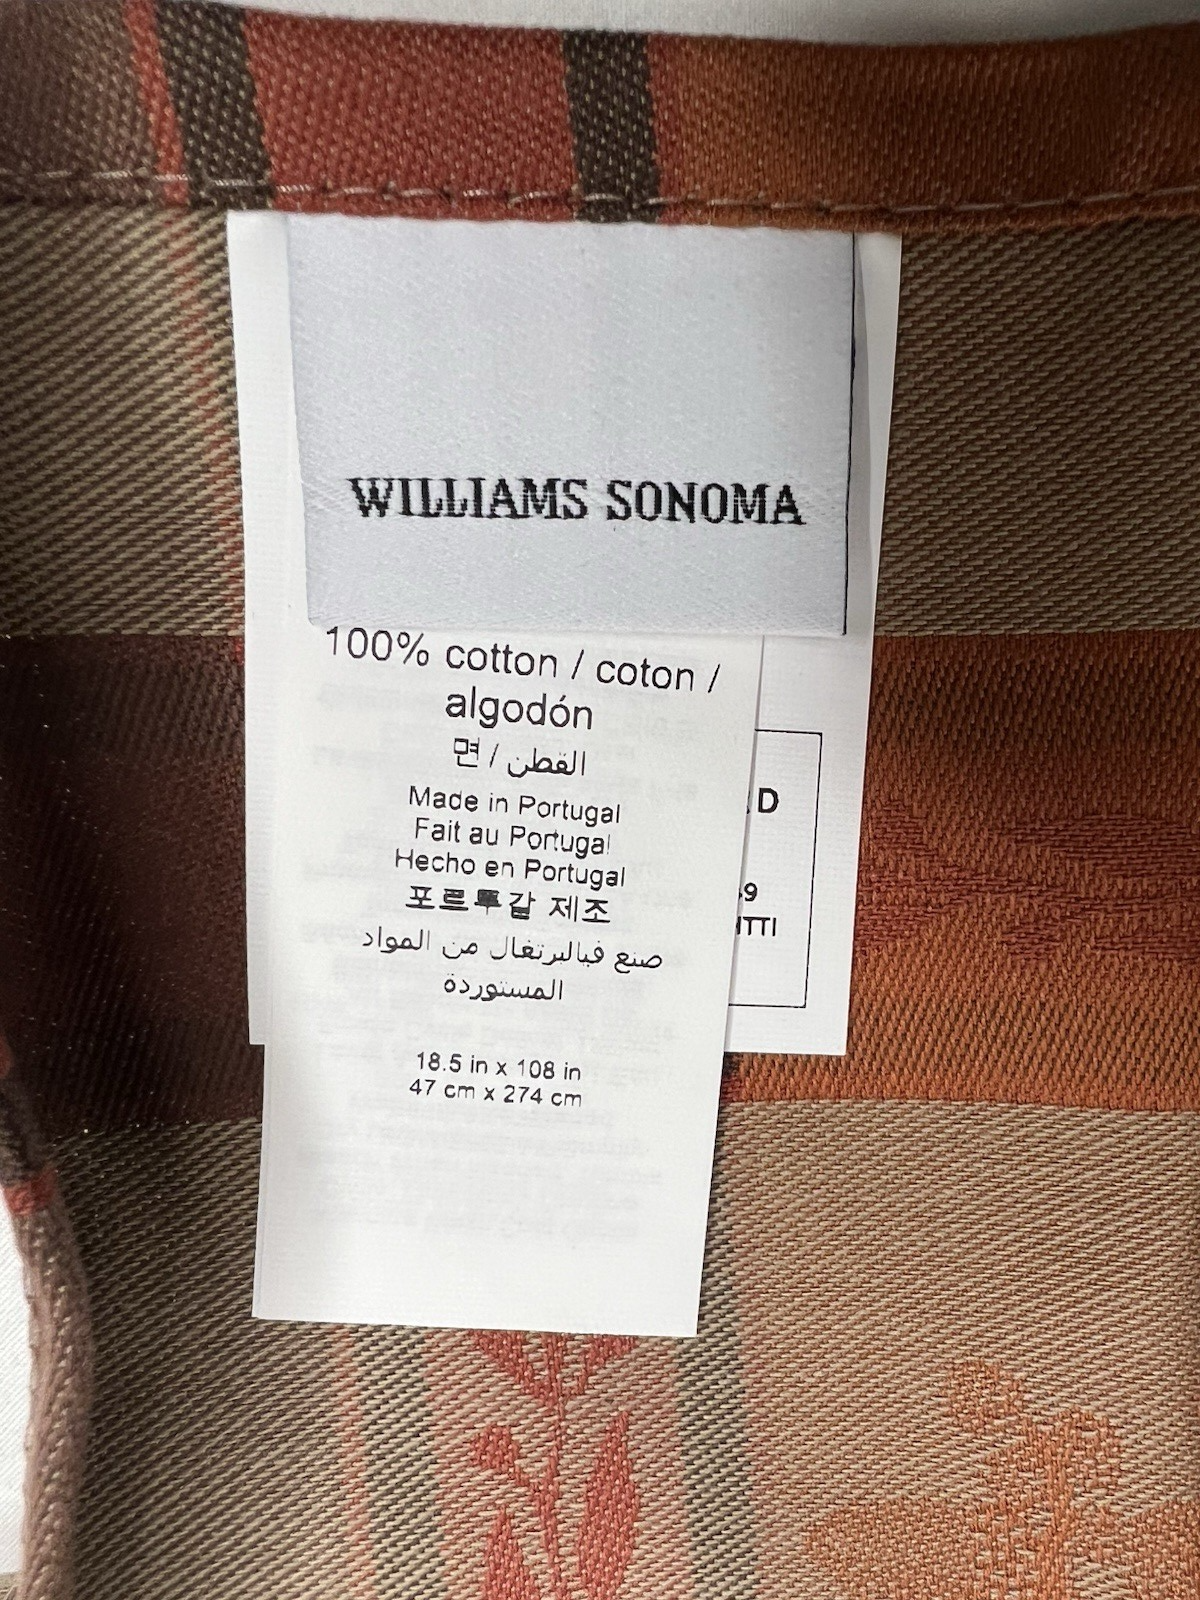 WILLIAMS SONOMA
100% cotton / coton /
algodón
면 / القطن
Made in Portugal
Fait au Portugal
Hecho en Portugal
포르투갈 제조
صنع فيالبرتغال من المواد
المستوردة
18.5 in x 108 in
47 cm x 274 cm
D
9